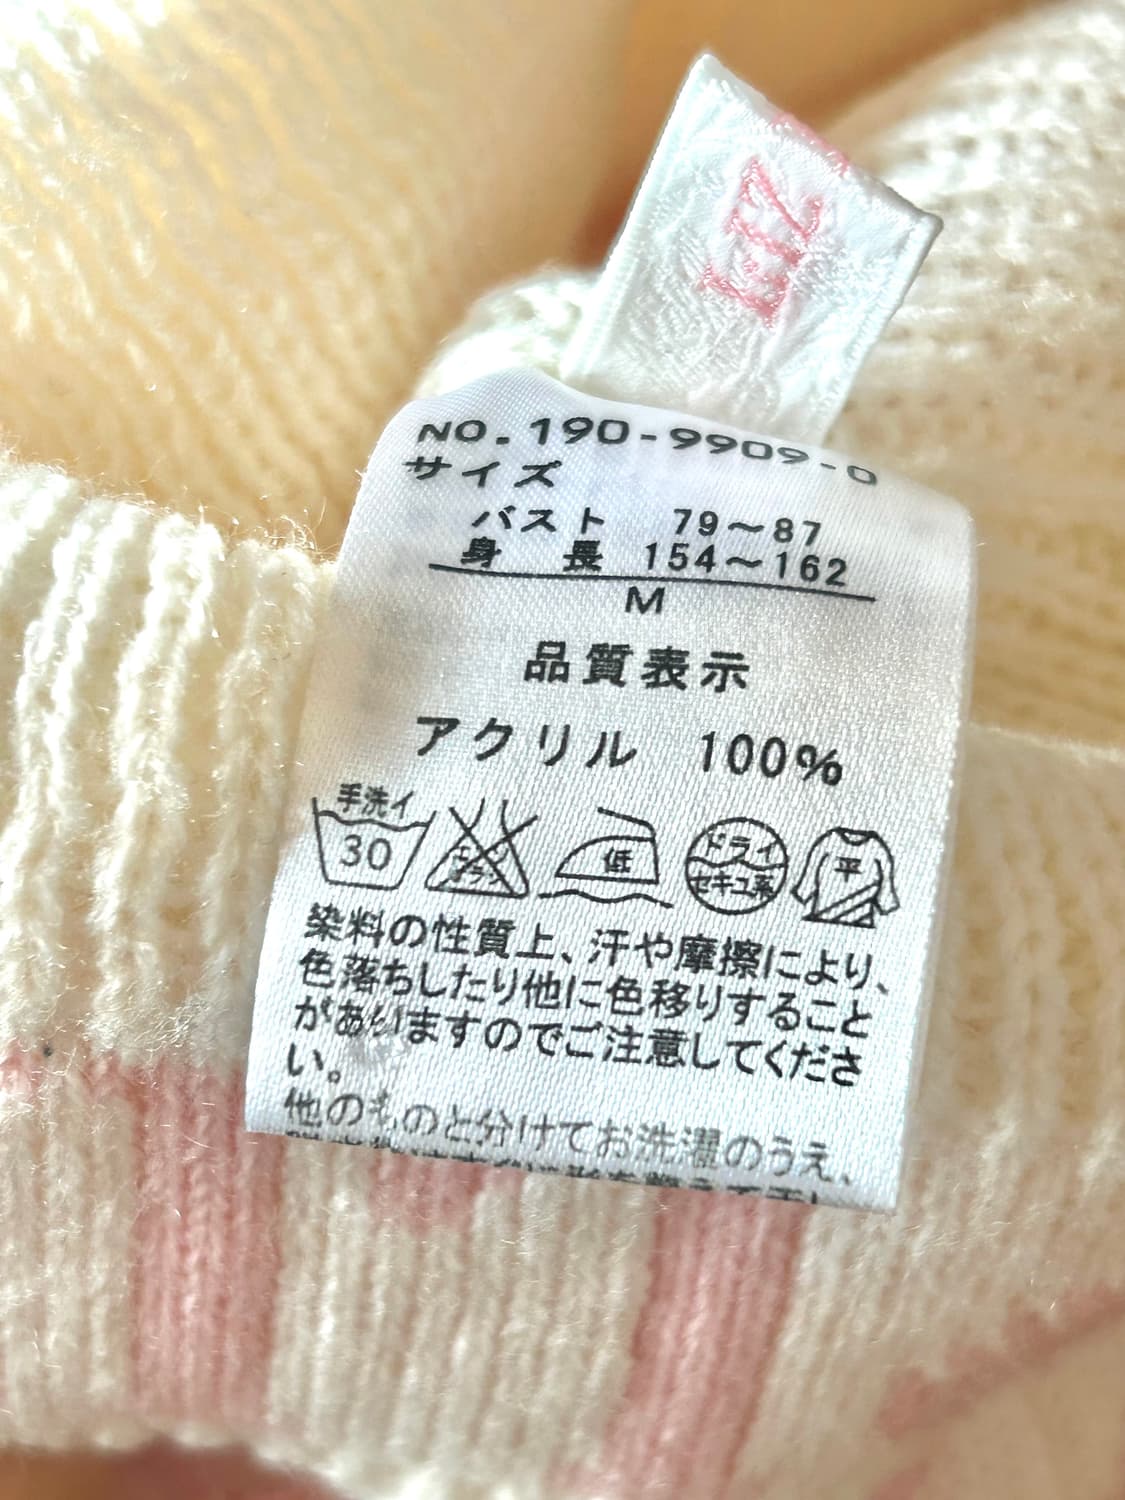 LIZ
NO.190-9909-0
サイズ
バスト 79〜87
身 長 154〜162
M
品質表示
アクリル 100%
手洗イ
30
低
ドライ
セキユ系
平
染料の性質上、汗や摩擦により、
色落ちしたり他に色移りすること
がありますのでご注意してくださ
い。
他のものと分けてお洗濯のうえ、